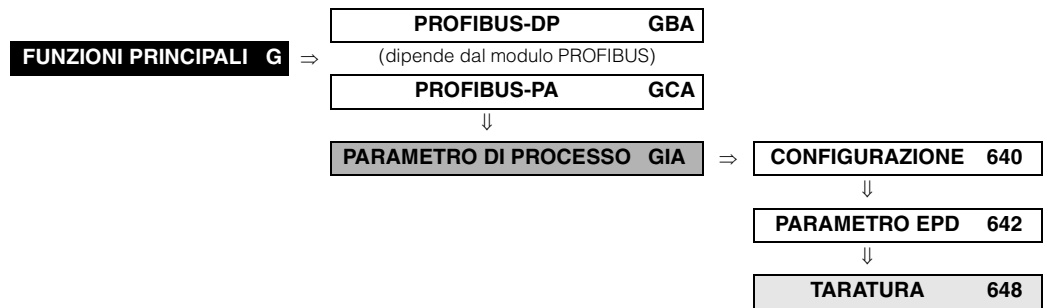 PROFIBUS-DP GBA
FUNZIONI PRINCIPALI G ⇒ (dipende dal modulo PROFIBUS)
PROFIBUS-PA GCA
⇓
PARAMETRO DI PROCESSO GIA ⇒ CONFIGURAZIONE 640
⇓
PARAMETRO EPD 642
⇓
TARATURA 648